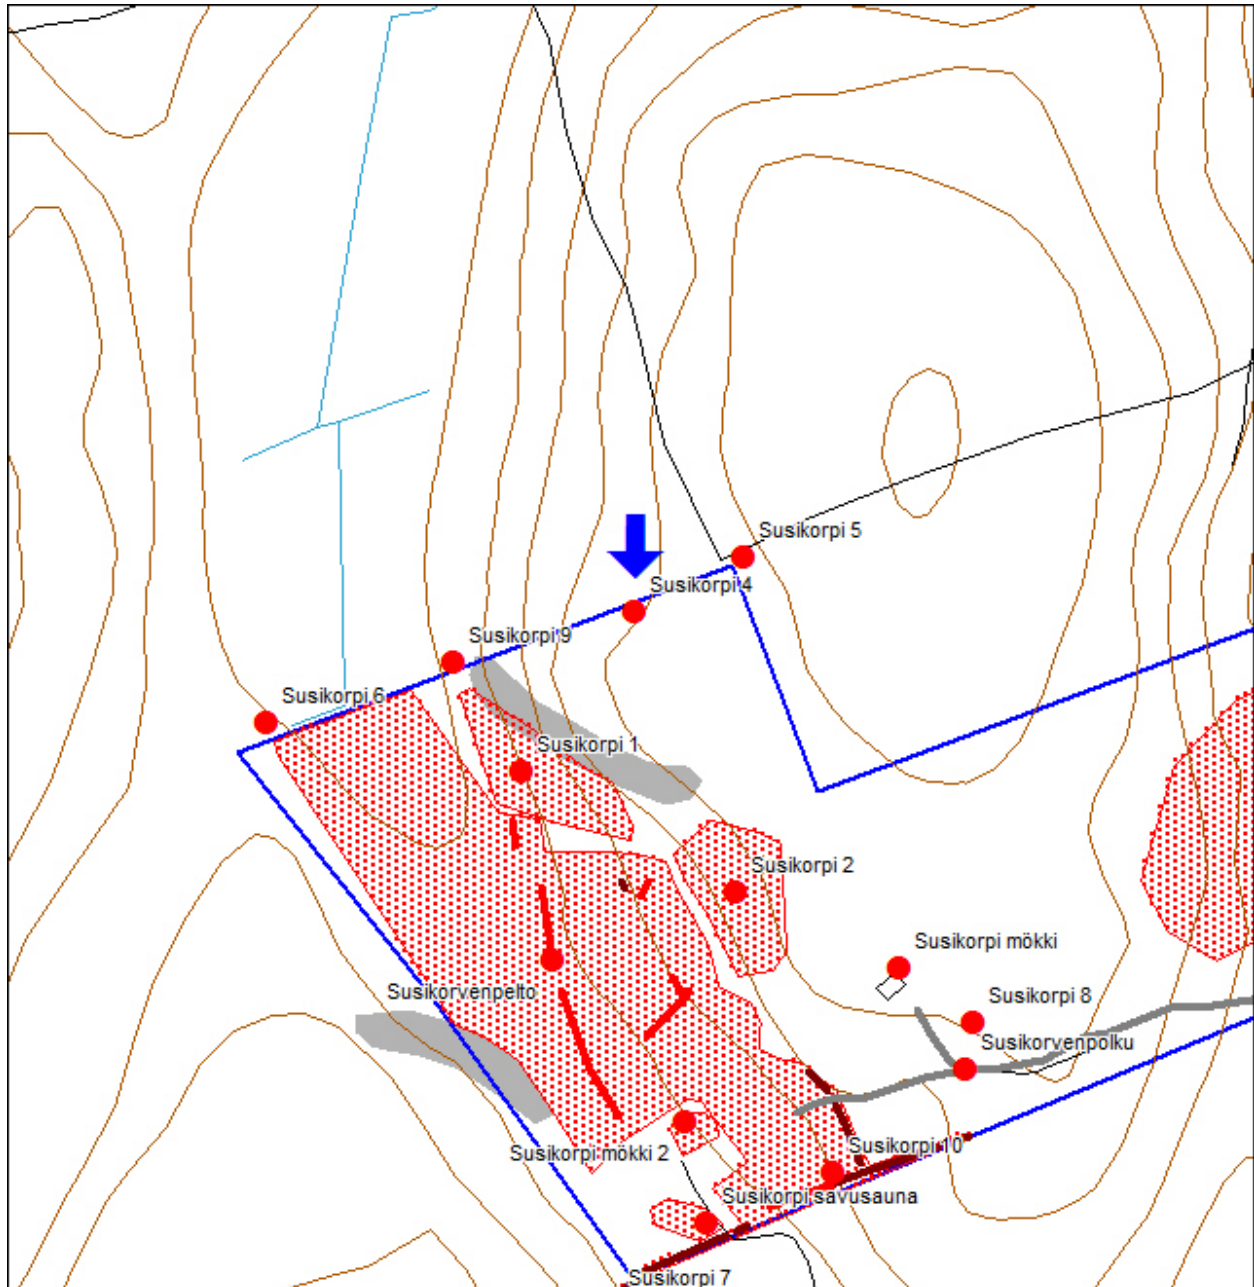 Susikorpi 5
Susikorpi 4
Susikorpi 9
Susikorpi 6
Susikorpi 1
Susikorpi 2
Susikorpi mökki
Susikorvenpelto
Susikorpi 8
Susikorvenpolku
Susikorpi mökki 2
Susikorpi 10
Susikorpi savusauna
Susikorpi 7